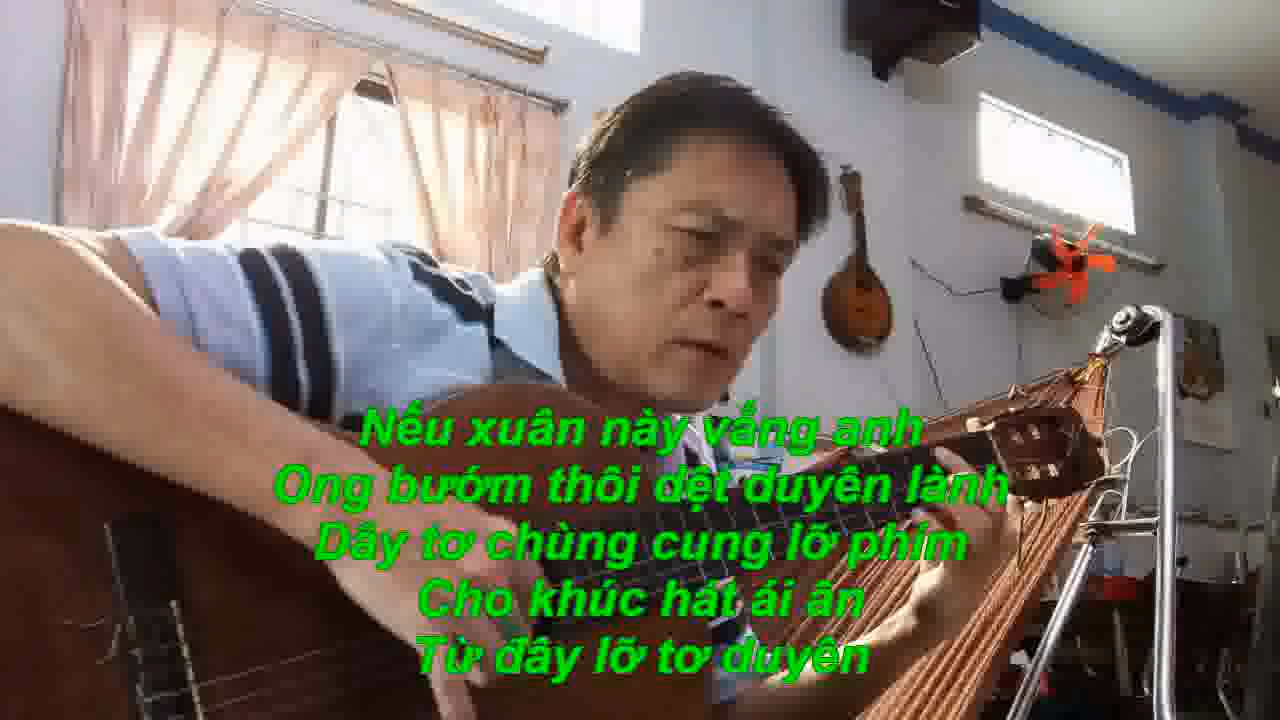 Nếu xuân này vắng anh
Ong bướm thôi dệt duyên lành
Dây tơ chùng cung lỡ phím
Cho khúc hát ái ân
Từ đây lỡ tơ duyên